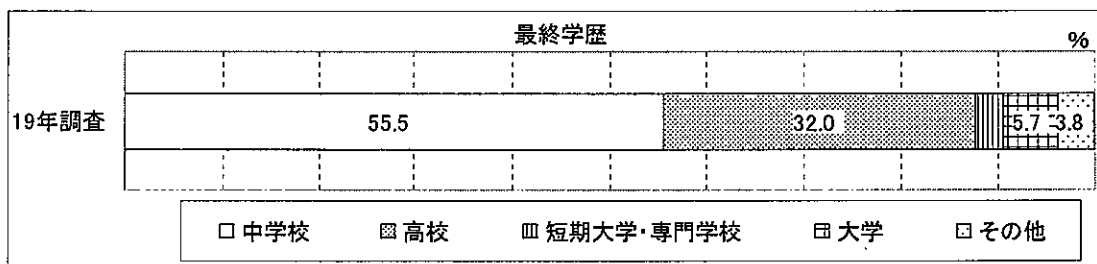 最終学歴
%
19年調査 55.5 32.0 5.7 3.8
□中学校 高校 短期大学・専門学校 大学 その他